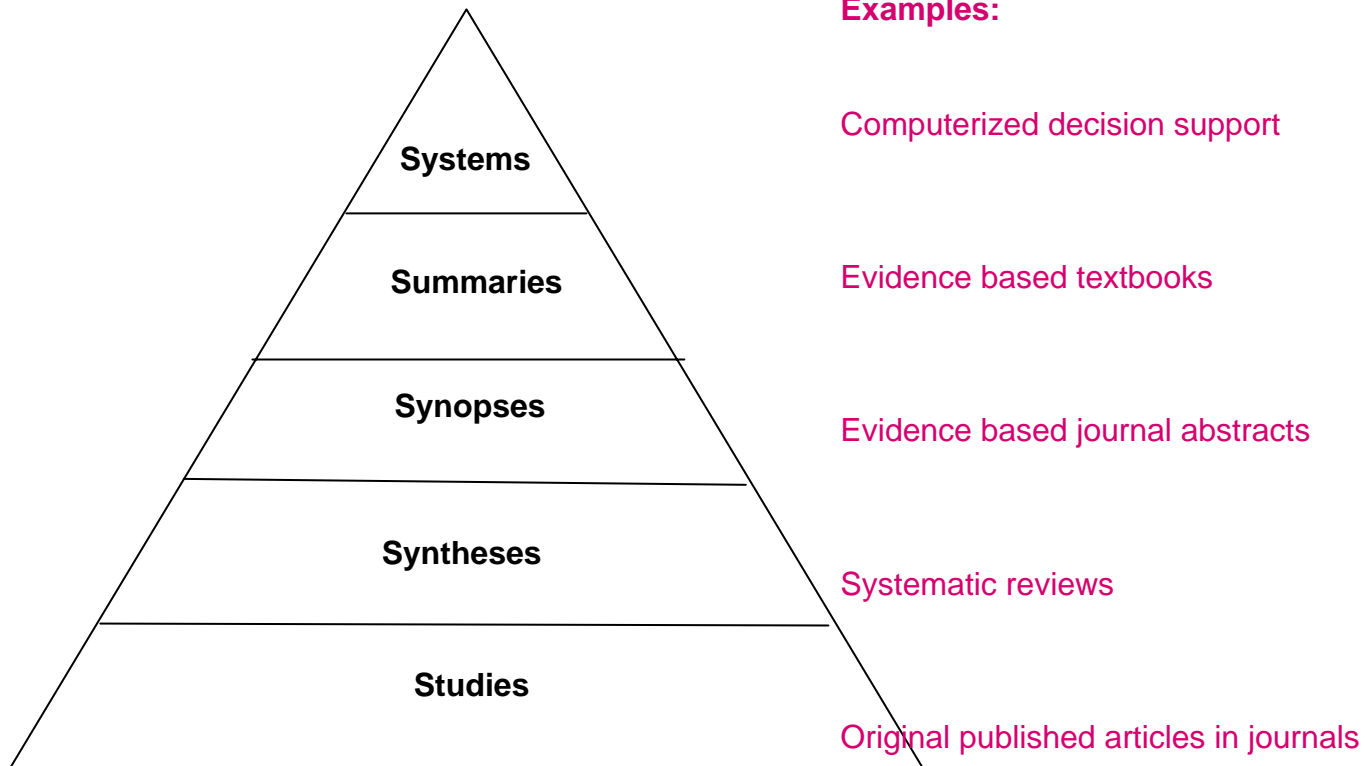 Examples:
Computerized decision support
Systems
Summaries
Evidence based textbooks
Synopses
Evidence based journal abstracts
Syntheses
Systematic reviews
Studies
Original published articles in journals